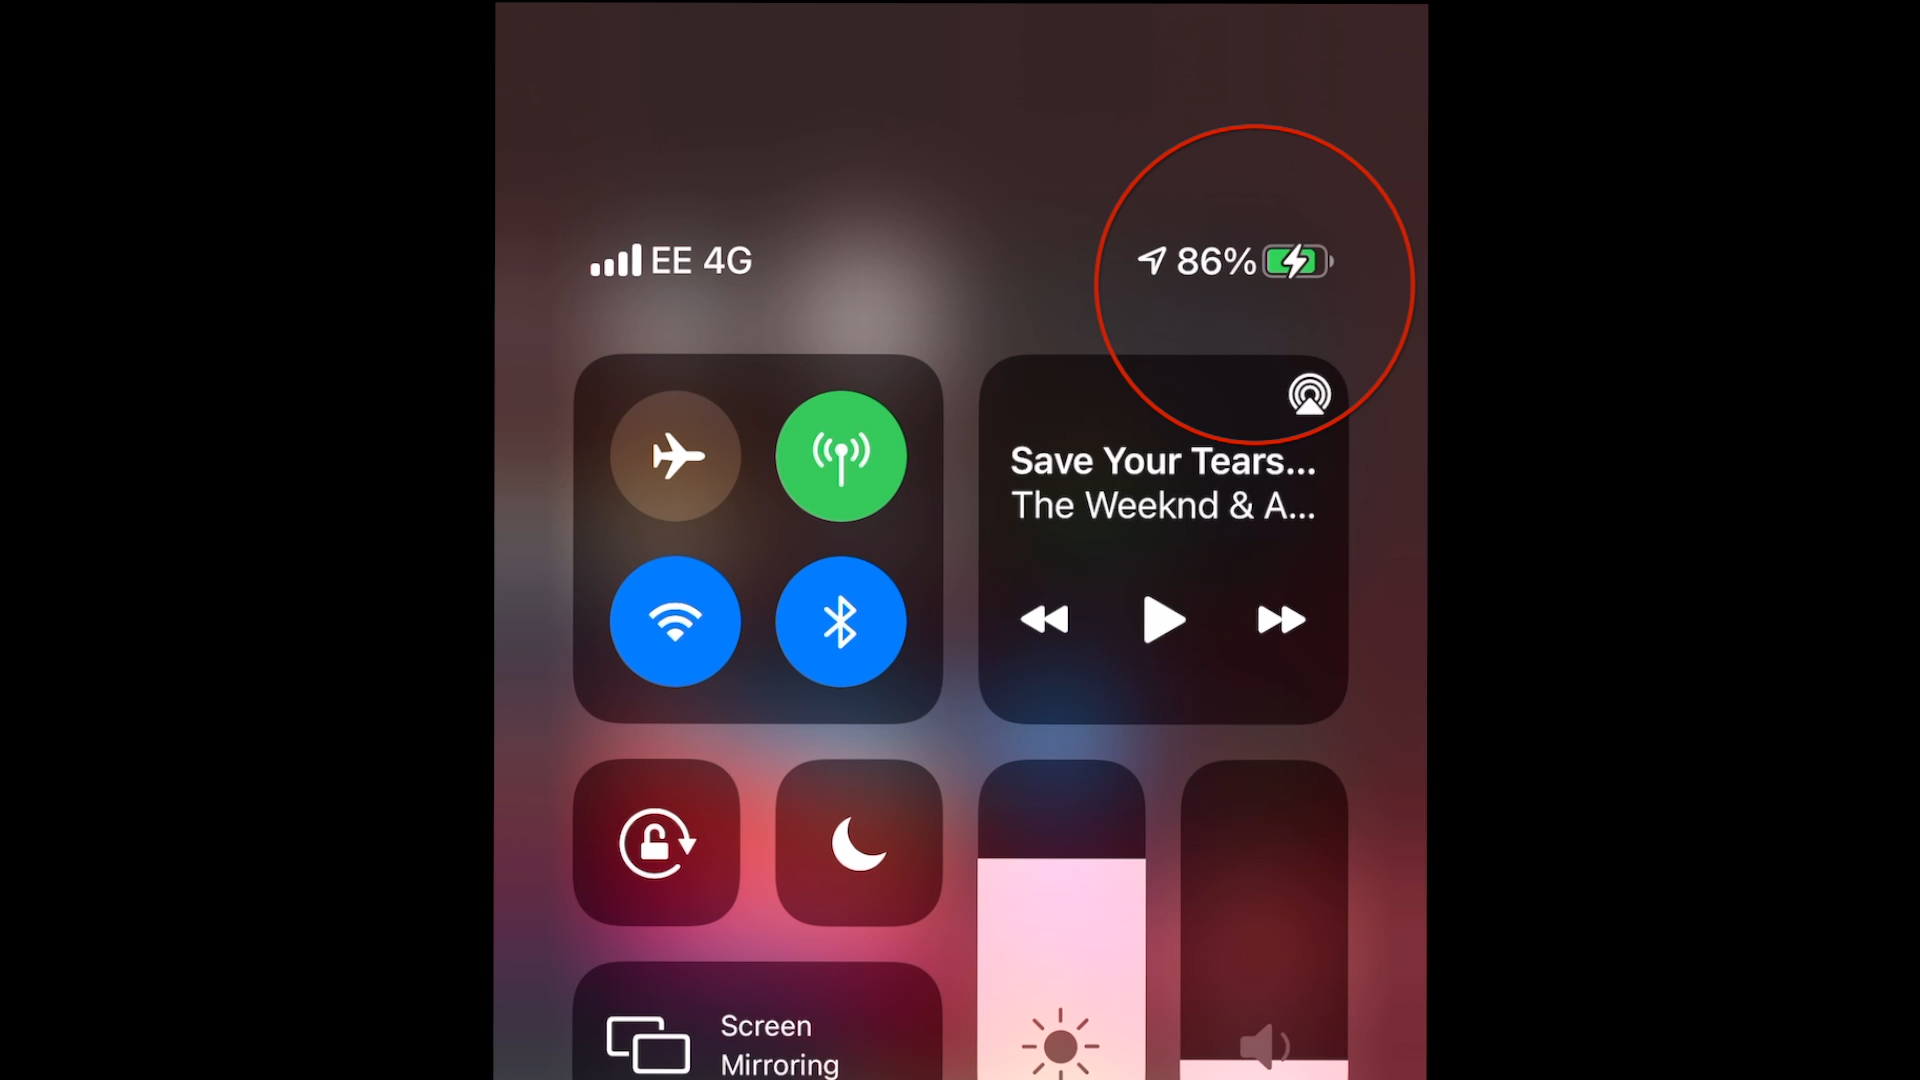 EE 4G
86%
Save Your Tears...
The Weeknd & A...
Screen
Mirroring